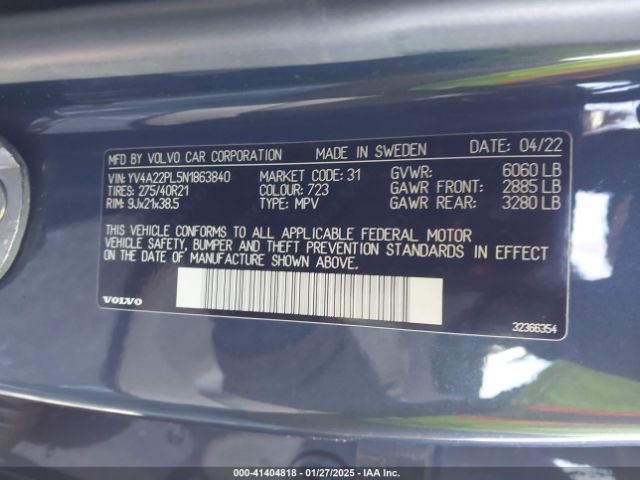 MFD BY VOLVO CAR CORPORATION MADE IN SWEDEN DATE: 04/22
VIN: YV4A22PL5N1863840 MARKET CODE: 31 GVWR: 6060 LB
TIRES: 275/40R21 COLOUR: 723 GAWR FRONT: 2885 LB
RIM: 9Jx21x38.5 TYPE: MPV GAWR REAR: 3280 LB
THIS VEHICLE CONFORMS TO ALL APPLICABLE FEDERAL MOTOR
VEHICLE SAFETY, BUMPER AND THEFT PREVENTION STANDARDS IN EFFECT
ON THE DATE OF MANUFACTURE SHOWN ABOVE.
VOLVO
32366354
000-41404818 - 01/27/2025 - IAA Inc.